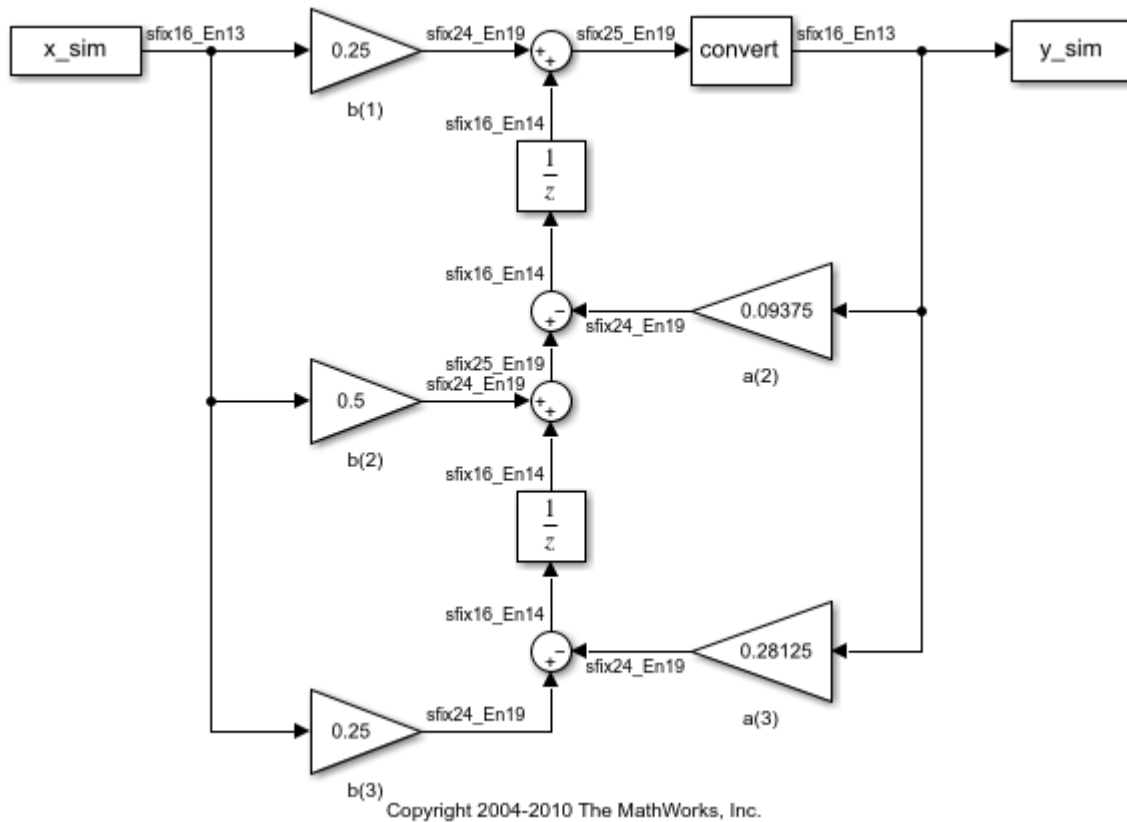 x_sim
sfix16_En13
0.25
b(1)
sfix24_En19
+
+
sfix25_En19
convert
sfix16_En13
y_sim
sfix16_En14
1
z
sfix16_En14
−
+
sfix24_En19
0.09375
a(2)
sfix25_En19
sfix24_En19
0.5
b(2)
+
+
sfix16_En14
1
z
sfix16_En14
−
+
sfix24_En19
0.28125
a(3)
sfix24_En19
0.25
b(3)
Copyright 2004-2010 The MathWorks, Inc.